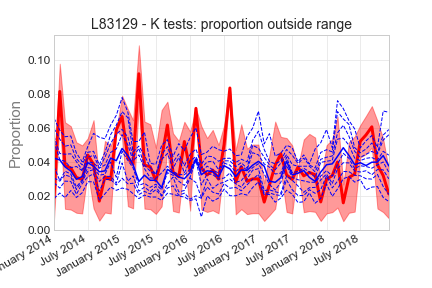 L83129 - K tests: proportion outside range
Proportion
0.10
0.08
0.06
0.04
0.02
0.00
nuary 2014
July 2014
January 2015
July 2015
January 2016
July 2016
January 2017
July 2017
January 2018
July 2018